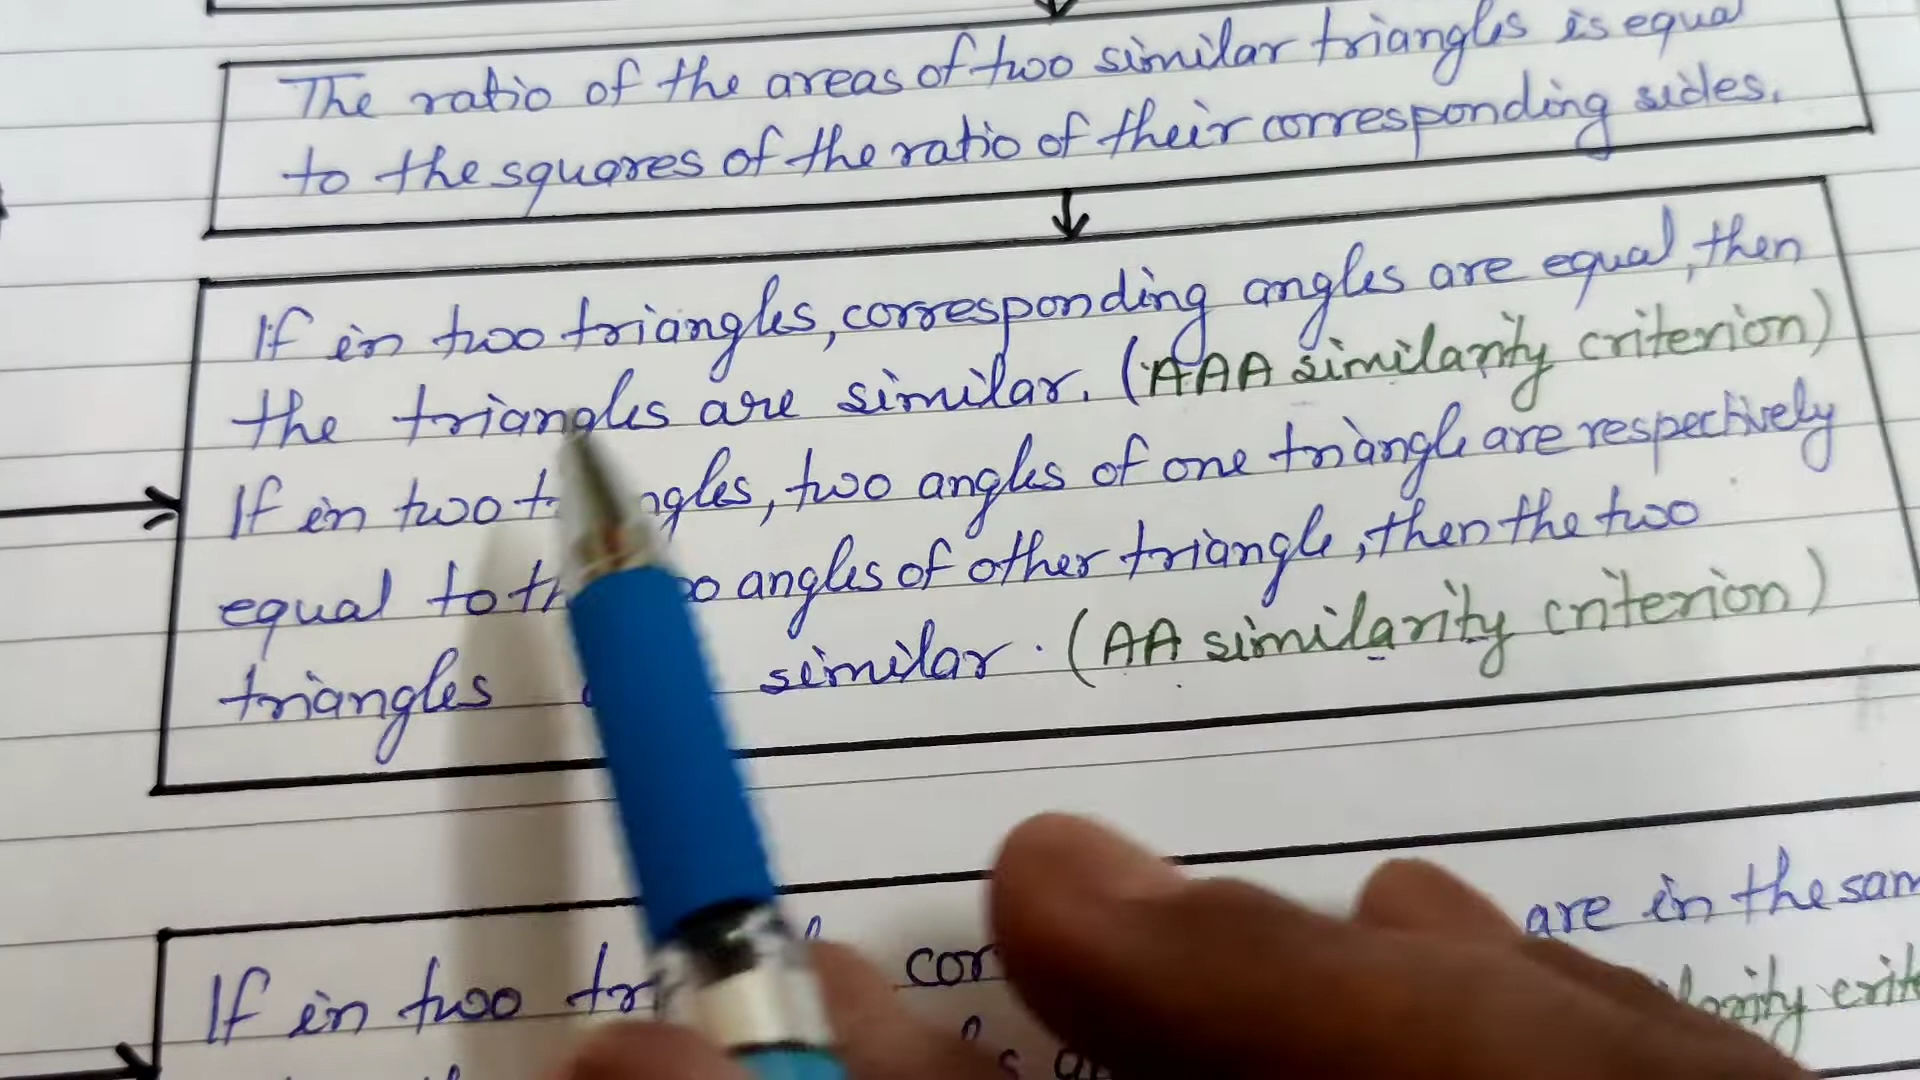 The ratio of the areas of two similar triangles is equal
to the squares of the ratio of their corresponding sides.
If in two triangles, corresponding angles are equal, then
the triangles are similar. (AAA similarity criterion)
If in two triangles, two angles of one triangle are respectively
equal to the two angles of other triangle, then the two
triangles similar. (AA similarity criterion)
If in two are in the